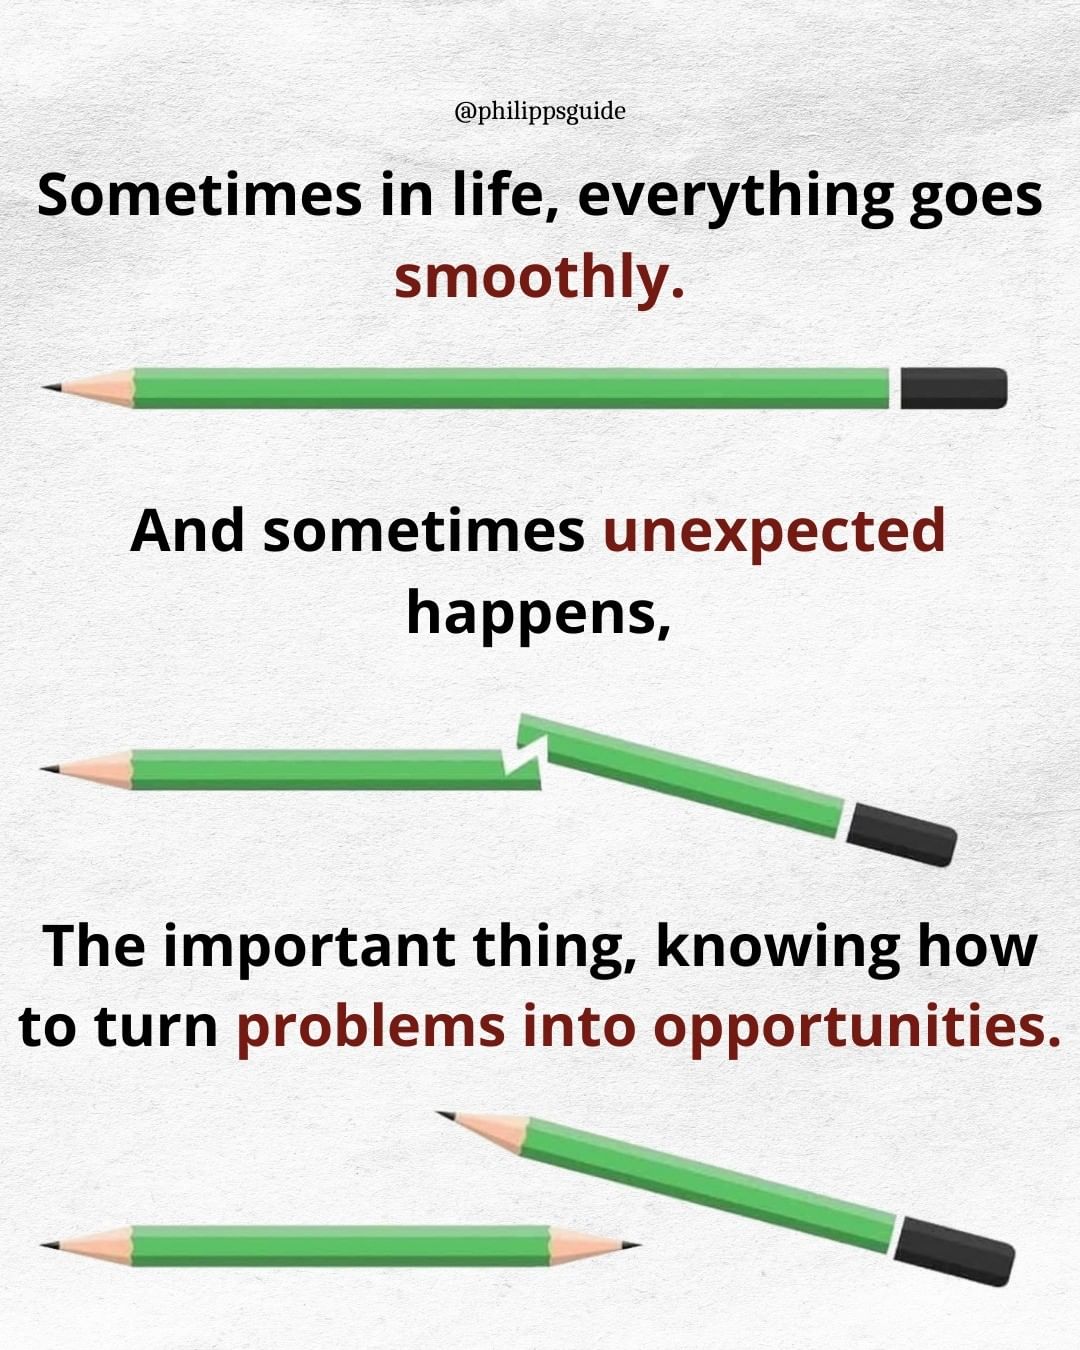 @philippsguide
Sometimes in life, everything goes
smoothly.
And sometimes unexpected
happens,
The important thing, knowing how
to turn problems into opportunities.